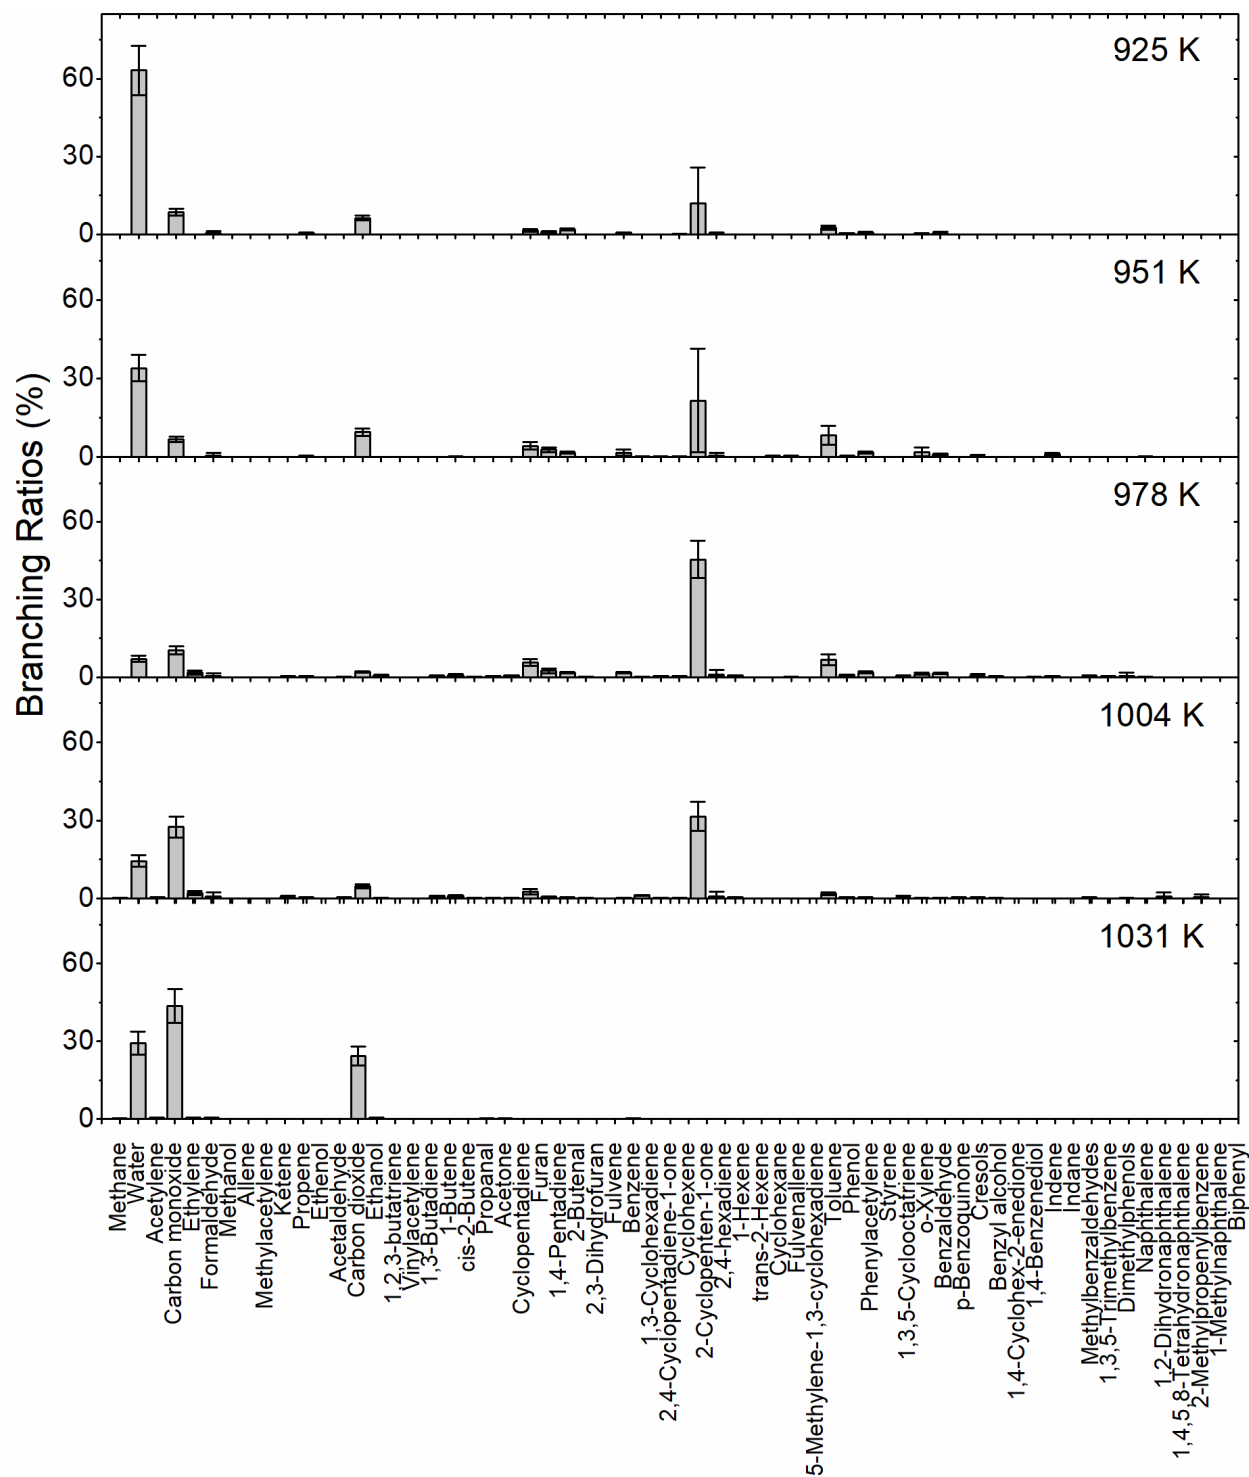 925 K
60
30
0
951 K
60
30
0
978 K
60
30
0
1004 K
60
30
0
1031 K
60
30
0
Branching Ratios (%)
Methane
Water
Acetylene
Carbon monoxide
Ethylene
Formaldehyde
Methanol
Allene
Methylacetylene
Ketene
Propene
Ethenol
Acetaldehyde
Carbon dioxide
Ethanol
1,2,3-butatriene
Vinylacetylene
1,3-Butadiene
1-Butene
cis-2-Butene
Propanal
Acetone
Cyclopentadiene
Furan
1,4-Pentadiene
2-Butenal
2,3-Dihydrofuran
Fulvene
Benzene
1,3-Cyclohexadiene
2,4-Cyclopentadiene-1-one
Cyclohexene
2-Cyclopenten-1-one
2,4-hexadiene
1-Hexene
trans-2-Hexene
Cyclohexane
Fulvenallene
5-Methylene-1,3-cyclohexadiene
Toluene
Phenol
Phenylacetylene
Styrene
1,3,5-Cyclooctatriene
o-Xylene
Benzaldehyde
p-Benzoquinone
Cresols
Benzyl alcohol
1,4-Cyclohex-2-enedione
1,4-Benzenediol
Indene
Indane
Methylbenzaldehydes
1,3,5-Trimethylbenzene
Dimethylphenols
Naphthalene
1,2-Dihydronaphthalene
1,4,5,8-Tetrahydronaphthalene
2-Methylpropenylbenzene
1-Methylnaphthalene
Biphenyl